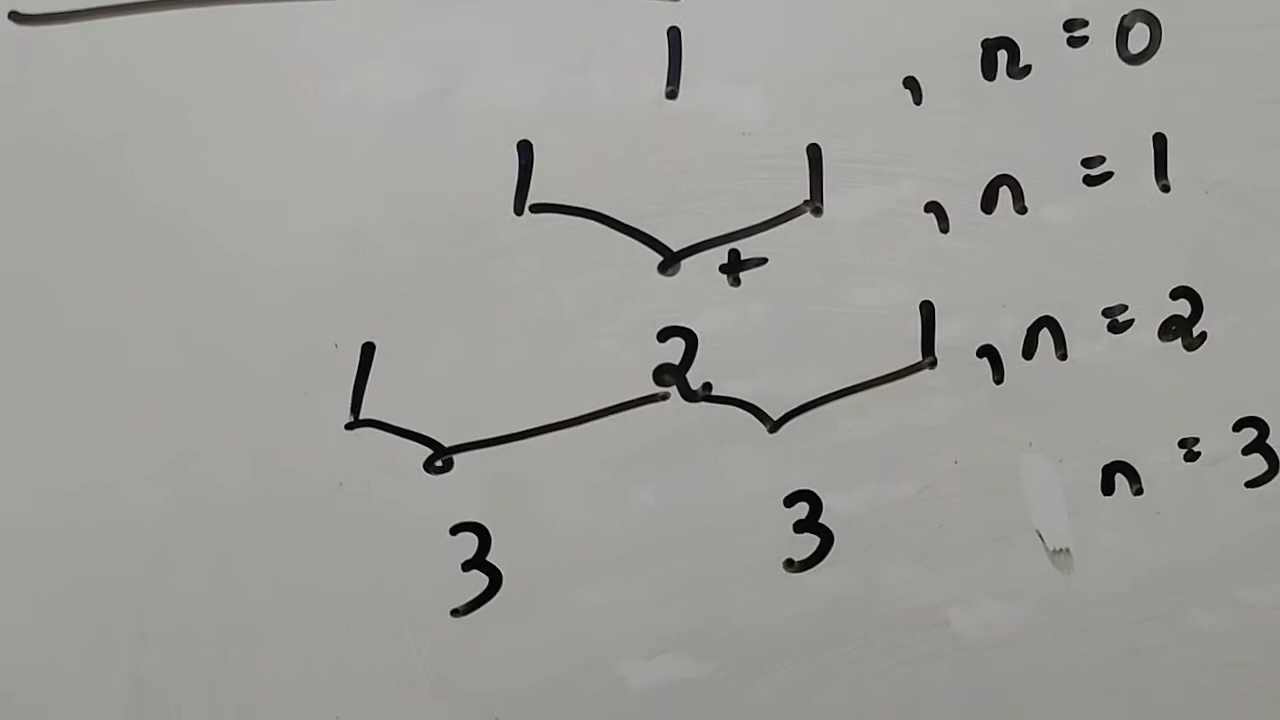 1 , n = 0
1 1 , n = 1
+
1 2 1 , n = 2
n = 3
3 3